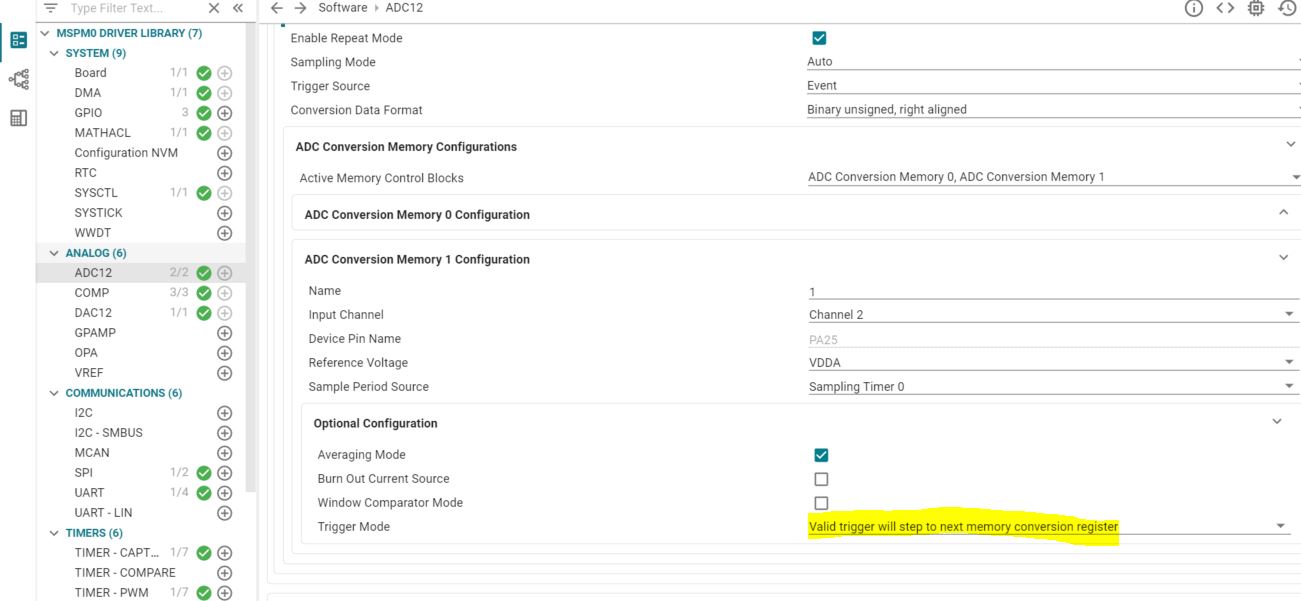 Type Filter Text...
Software › ADC12
MSPM0 DRIVER LIBRARY (7)
SYSTEM (9)
Board 1/1
DMA 1/1
GPIO 3
MATHACL 1/1
Configuration NVM
RTC
SYSCTL 1/1
SYSTICK
WWDT
ANALOG (6)
ADC12 2/2
COMP 3/3
DAC12 1/1
GPAMP
OPA
VREF
COMMUNICATIONS (6)
I2C
I2C - SMBUS
MCAN
SPI 1/2
UART 1/4
UART - LIN
TIMERS (6)
TIMER - CAPT... 1/7
TIMER - COMPARE
TIMER - PWM 1/7
Enable Repeat Mode
Sampling Mode Auto
Trigger Source Event
Conversion Data Format Binary unsigned, right aligned
ADC Conversion Memory Configurations
Active Memory Control Blocks ADC Conversion Memory 0, ADC Conversion Memory 1
ADC Conversion Memory 0 Configuration
ADC Conversion Memory 1 Configuration
Name 1
Input Channel Channel 2
Device Pin Name PA25
Reference Voltage VDDA
Sample Period Source Sampling Timer 0
Optional Configuration
Averaging Mode
Burn Out Current Source
Window Comparator Mode
Trigger Mode Valid trigger will step to next memory conversion register